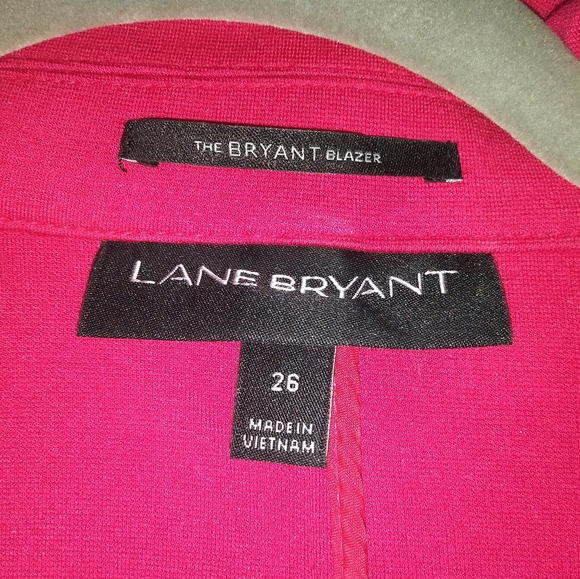 THE BRYANT BLAZER
LANE BRYANT
26
MADE IN
VIETNAM